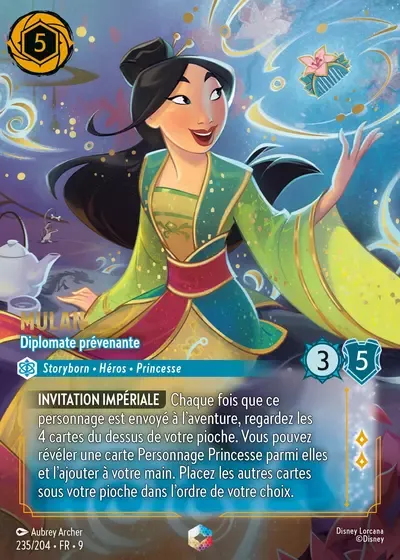 5
MULAN
Diplomate prévenante
3
5
Storyborn • Héros • Princesse
INVITATION IMPÉRIALE Chaque fois que ce
personnage est envoyé à l'aventure, regardez les
4 cartes du dessus de votre pioche. Vous pouvez
révéler une carte Personnage Princesse parmi elles
et l'ajouter à votre main. Placez les autres cartes
sous votre pioche dans l'ordre de votre choix.
Aubrey Archer
235/204 • FR • 9
Disney Lorcana
©Disney